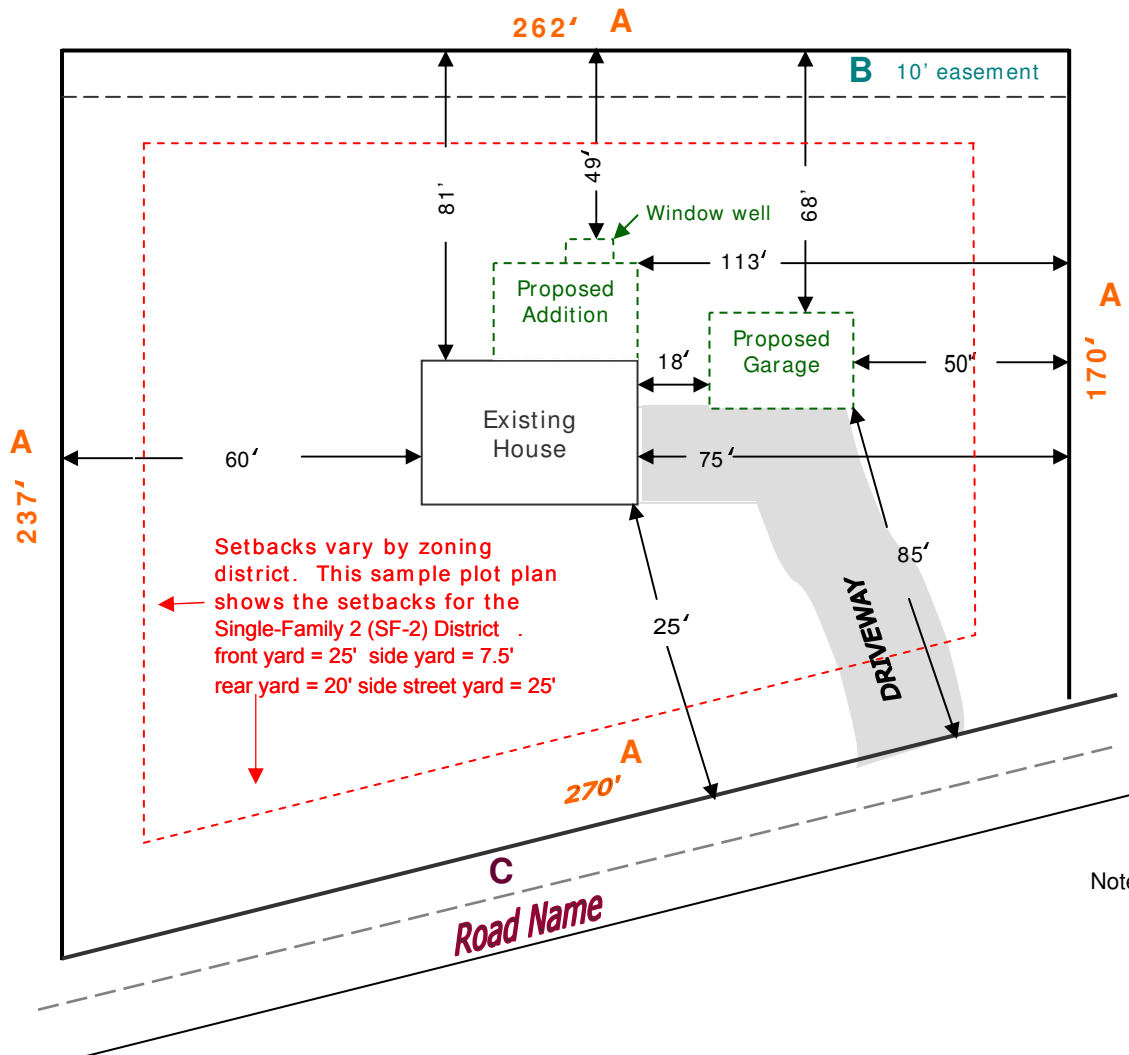 262' A
B 10' easement
49'
81'
68'
Window well
113'
Proposed
Addition
A
170'
Proposed
Garage
18'
50'
Existing
House
A
237'
60'
75'
Setbacks vary by zoning
district. This sample plot plan
shows the setbacks for the
Single-Family 2 (SF-2) District .
front yard = 25' side yard = 7.5'
rear yard = 20' side street yard = 25'
85'
25'
DRIVEWAY
A
270'
C
Road Name
Note